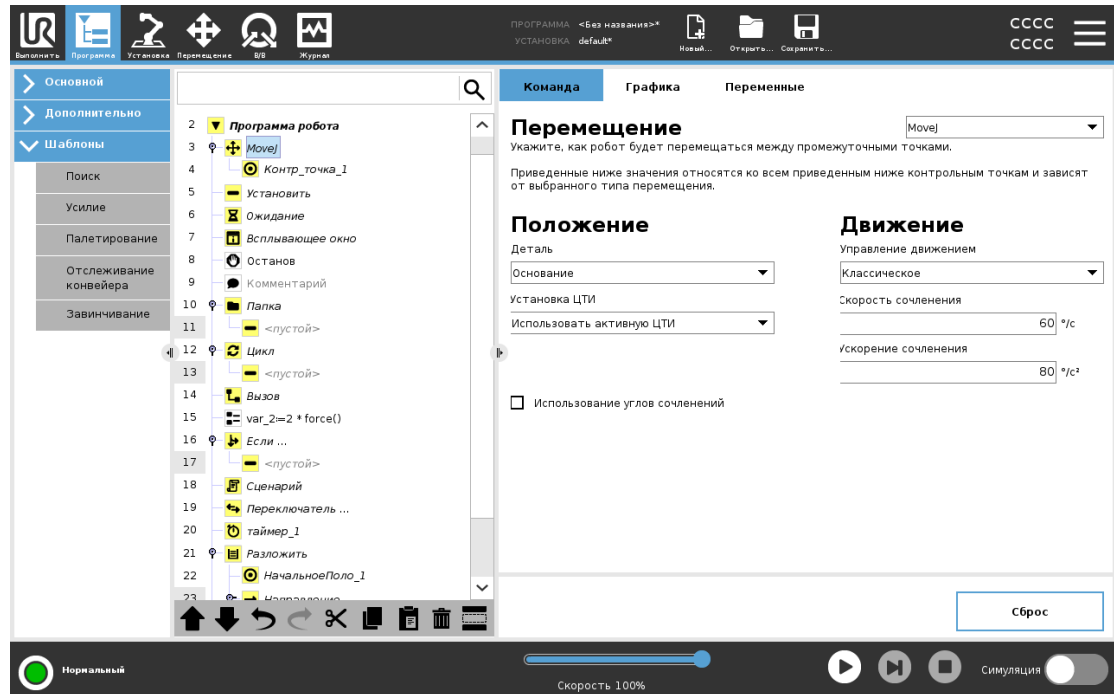 ПРОГРАММА <Без названия>*
УСТАНОВКА default*
Выполнить Программа Установка Перемещение В/В Журнал
Новый... Открыть... Сохранить...
CCCC
CCCC
Основной
Дополнительно
Шаблоны
Поиск
Усилие
Палетирование
Отслеживание
конвейера
Завинчивание
2 Программа робота
3 MoveJ
4 Контр_точка_1
5 Установить
6 Ожидание
7 Всплывающее окно
8 Останов
9 Комментарий
10 Папка
11 <пустой>
12 Цикл
13 <пустой>
14 Вызов
15 var_2≔2 * force()
16 Если ...
17 <пустой>
18 Сценарий
19 Переключатель ...
20 таймер_1
21 Разложить
22 НачальноеПоло_1
23 Направление
Команда Графика Переменные
Перемещение
MoveJ
Укажите, как робот будет перемещаться между промежуточными точками.
Приведенные ниже значения относятся ко всем приведенным ниже контрольным точкам и зависят
от выбранного типа перемещения.
Положение
Деталь
Основание
Установка ЦТИ
Использовать активную ЦТИ
Использование углов сочленений
Движение
Управление движением
Классическое
Скорость сочленения
60 °/с
Ускорение сочленения
80 °/с²
Сброс
Нормальный
Скорость 100%
Симуляция